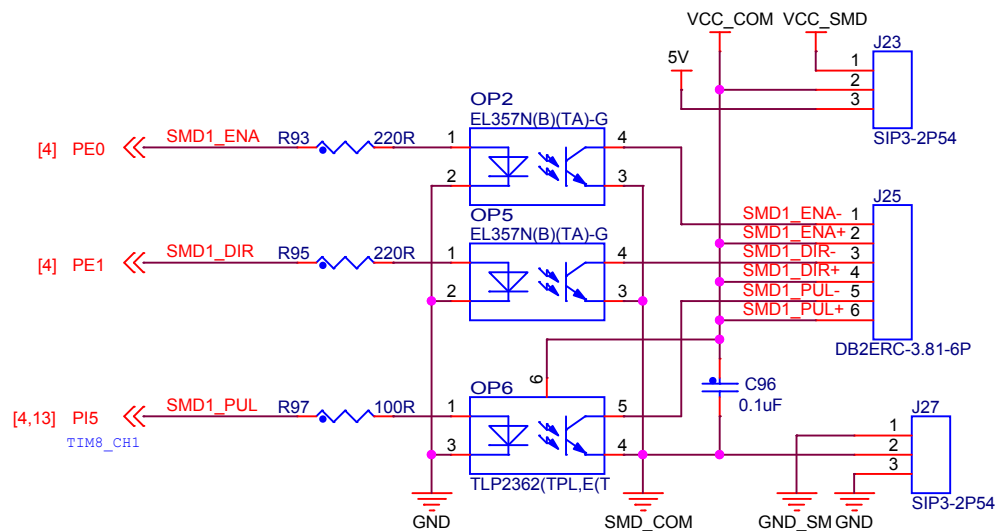 VCC_COM VCC_SMD
J23
5V
1
2
3
SIP3-2P54
OP2
EL357N(B)(TA)-G
[4] PE0 SMD1_ENA R93 220R 1 4
2 3
OP5
EL357N(B)(TA)-G
[4] PE1 SMD1_DIR R95 220R 1 4
2 3
J25
SMD1_ENA- 1
SMD1_ENA+ 2
SMD1_DIR- 3
SMD1_DIR+ 4
SMD1_PUL- 5
SMD1_PUL+ 6
DB2ERC-3.81-6P
6
OP6
C96
0.1uF
[4,13] PI5 SMD1_PUL R97 100R 1 5
TIM8_CH1
3 4
TLP2362(TPL,E(T
J27
1
2
3
SIP3-2P54
GND SMD_COM GND_SM GND